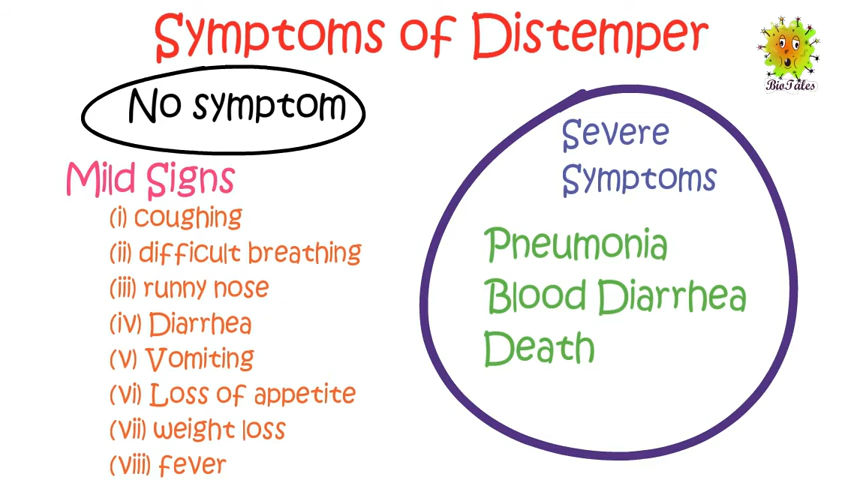 Symptoms of Distemper
BioTales
No symptom
Mild Signs
(i) coughing
(ii) difficult breathing
(iii) runny nose
(iv) Diarrhea
(v) Vomiting
(vi) Loss of appetite
(vii) weight loss
(viii) fever
Severe
Symptoms
Pneumonia
Blood Diarrhea
Death